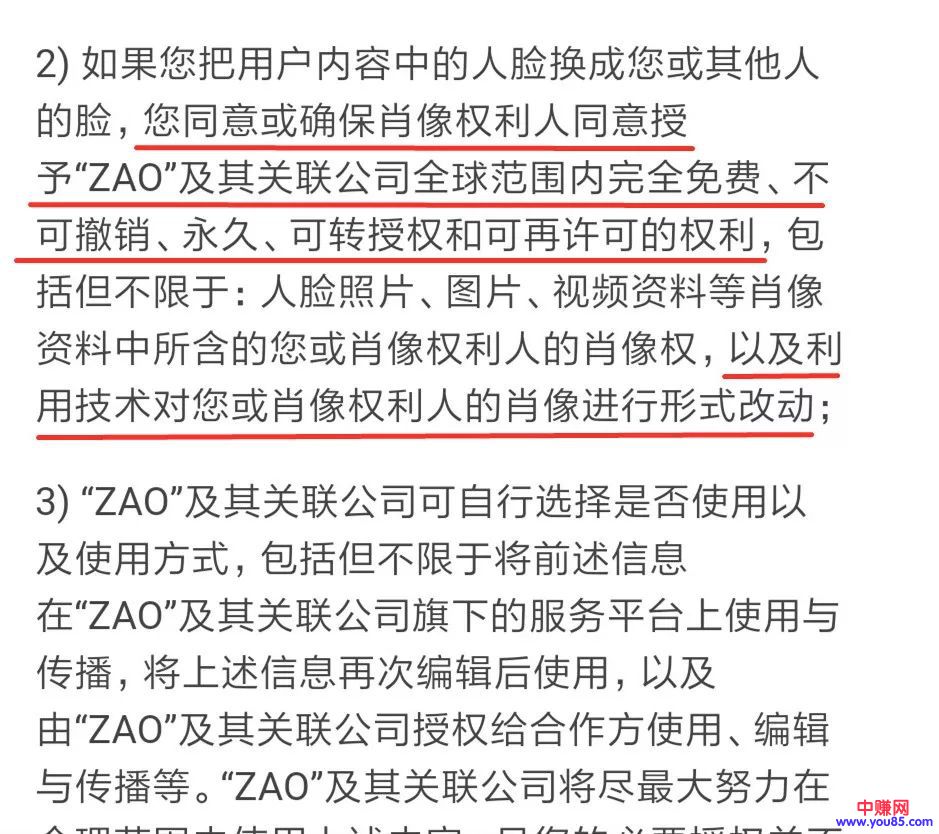 2) 如果您把用户内容中的人脸换成您或其他人
的脸，您同意或确保肖像权利人同意授
予“ZAO”及其关联公司全球范围内完全免费、不
可撤销、永久、可转授权和可再许可的权利，包
括但不限于：人脸照片、图片、视频资料等肖像
资料中所含的您或肖像权利人的肖像权，以及利
用技术对您或肖像权利人的肖像进行形式改动；
3) “ZAO”及其关联公司可自行选择是否使用以
及使用方式，包括但不限于将前述信息
在“ZAO”及其关联公司旗下的服务平台上使用与
传播，将上述信息再次编辑后使用，以及
由“ZAO”及其关联公司授权给合作方使用、编辑
与传播等。“ZAO”及其关联公司将尽最大努力在
中赚网
www.you85.com